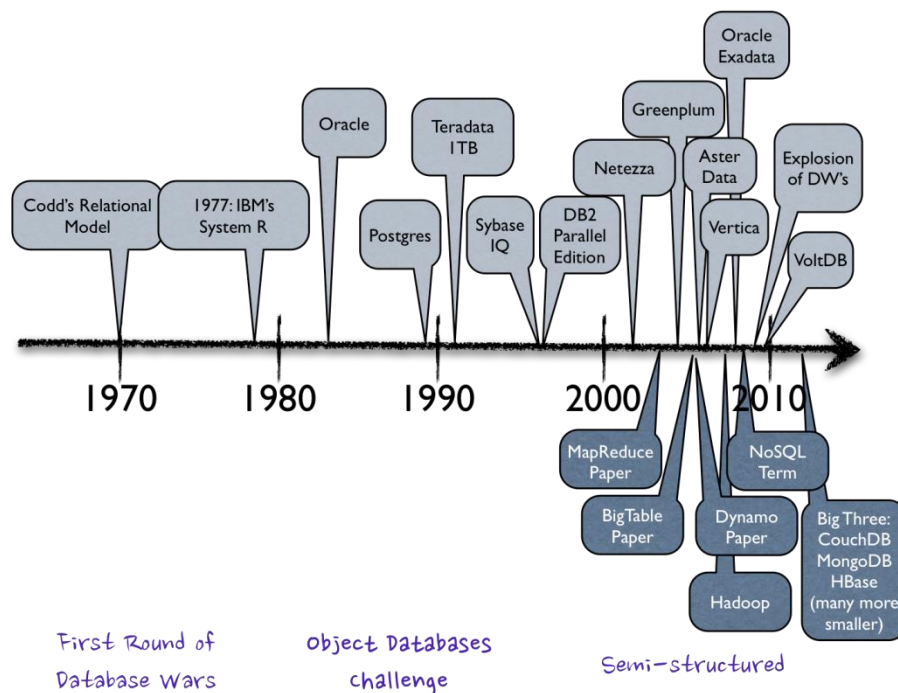 Oracle
Exadata
Greenplum
Oracle
Teradata
1TB
Netezza
Aster
Data
Explosion
of DW's
Codd's Relational
Model
1977: IBM's
System R
Postgres
Sybase
IQ
DB2
Parallel
Edition
Vertica
VoltDB
1970
1980
1990
2000
2010
MapReduce
Paper
NoSQL
Term
BigTable
Paper
Dynamo
Paper
Hadoop
Big Three:
CouchDB
MongoDB
HBase
(many more
smaller)
First Round of
Database Wars
Object Databases
challenge
Semi-structured